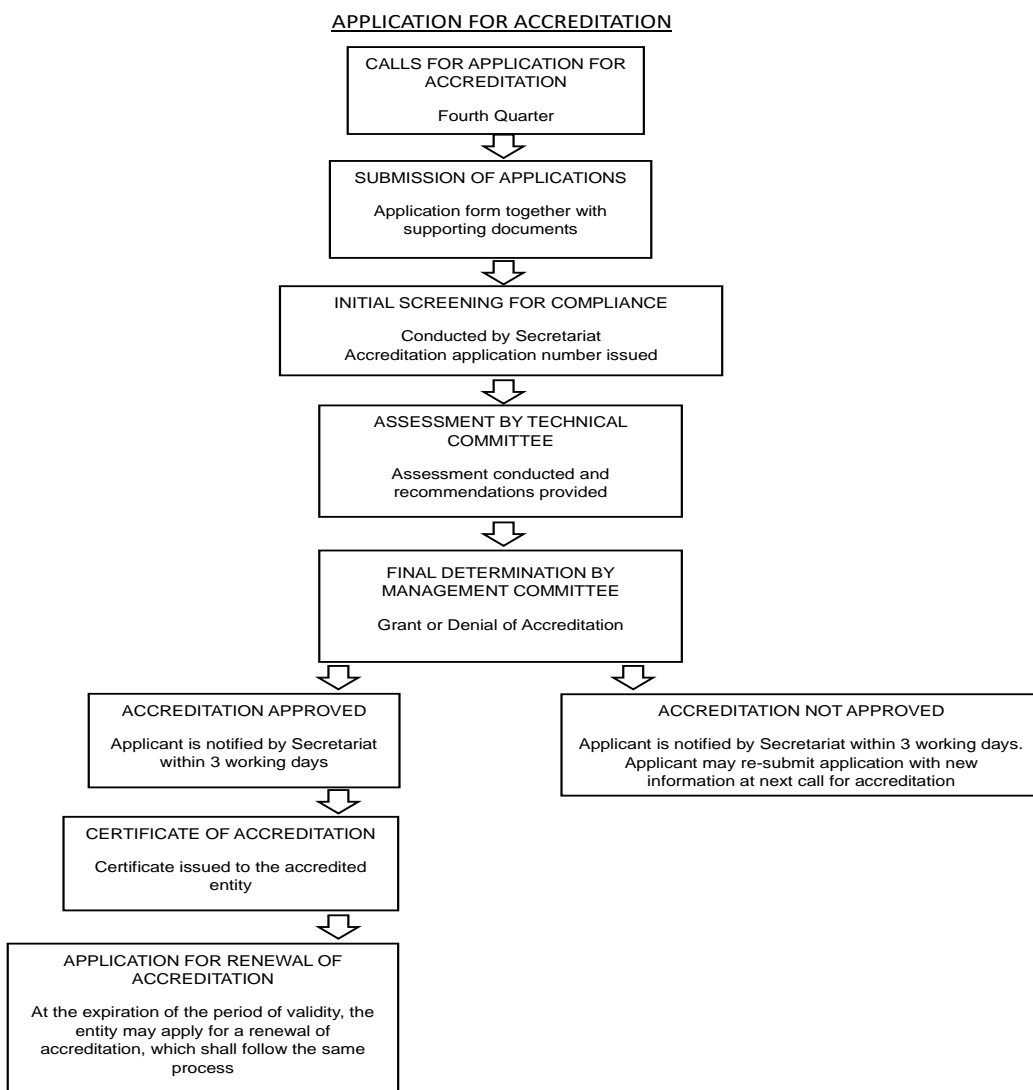 APPLICATION FOR ACCREDITATION
CALLS FOR APPLICATION FOR
ACCREDITATION
Fourth Quarter
SUBMISSION OF APPLICATIONS
Application form together with
supporting documents
INITIAL SCREENING FOR COMPLIANCE
Conducted by Secretariat
Accreditation application number issued
ASSESSMENT BY TECHNICAL
COMMITTEE
Assessment conducted and
recommendations provided
FINAL DETERMINATION BY
MANAGEMENT COMMITTEE
Grant or Denial of Accreditation
ACCREDITATION APPROVED
Applicant is notified by Secretariat
within 3 working days
ACCREDITATION NOT APPROVED
Applicant is notified by Secretariat within 3 working days.
Applicant may re-submit application with new
information at next call for accreditation
CERTIFICATE OF ACCREDITATION
Certificate issued to the accredited
entity
APPLICATION FOR RENEWAL OF
ACCREDITATION
At the expiration of the period of validity, the
entity may apply for a renewal of
accreditation, which shall follow the same
process